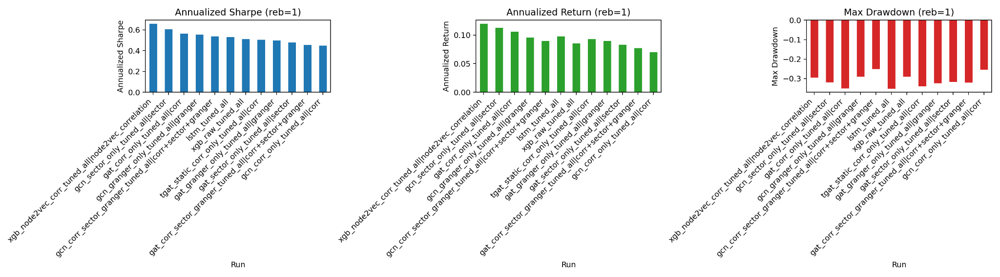 Annualized Sharpe (reb=1)
Annualized Sharpe
0.6
0.4
0.2
0.0
xgb_node2vec_corr_tuned_all|node2vec_correlation
gcn_sector_only_tuned_all|sector
gat_corr_only_tuned_all|corr
gcn_granger_only_tuned_all|granger
gcn_corr_sector_granger_tuned_all|corr+sector+granger
lstm_tuned_all
xgb_raw_tuned_all
tgat_static_corr_only_tuned_all|corr
gat_granger_only_tuned_all|granger
gat_sector_only_tuned_all|sector
gat_corr_sector_granger_tuned_all|corr+sector+granger
gcn_corr_only_tuned_all|corr
Run
Annualized Return (reb=1)
Annualized Return
0.10
0.05
0.00
xgb_node2vec_corr_tuned_all|node2vec_correlation
gcn_sector_only_tuned_all|sector
gat_corr_only_tuned_all|corr
gcn_granger_only_tuned_all|granger
gcn_corr_sector_granger_tuned_all|corr+sector+granger
lstm_tuned_all
xgb_raw_tuned_all
tgat_static_corr_only_tuned_all|corr
gat_granger_only_tuned_all|granger
gat_sector_only_tuned_all|sector
gat_corr_sector_granger_tuned_all|corr+sector+granger
gcn_corr_only_tuned_all|corr
Run
Max Drawdown (reb=1)
Max Drawdown
0.0
−0.1
−0.2
−0.3
xgb_node2vec_corr_tuned_all|node2vec_correlation
gcn_sector_only_tuned_all|sector
gat_corr_only_tuned_all|corr
gcn_granger_only_tuned_all|granger
gcn_corr_sector_granger_tuned_all|corr+sector+granger
lstm_tuned_all
xgb_raw_tuned_all
tgat_static_corr_only_tuned_all|corr
gat_granger_only_tuned_all|granger
gat_sector_only_tuned_all|sector
gat_corr_sector_granger_tuned_all|corr+sector+granger
gcn_corr_only_tuned_all|corr
Run